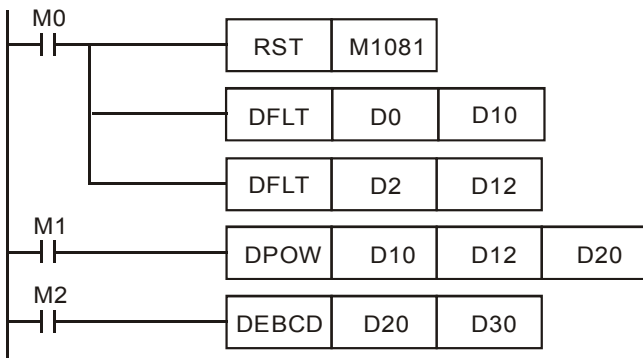 M0
RST M1081
DFLT D0 D10
DFLT D2 D12
M1
DPOW D10 D12 D20
M2
DEBCD D20 D30